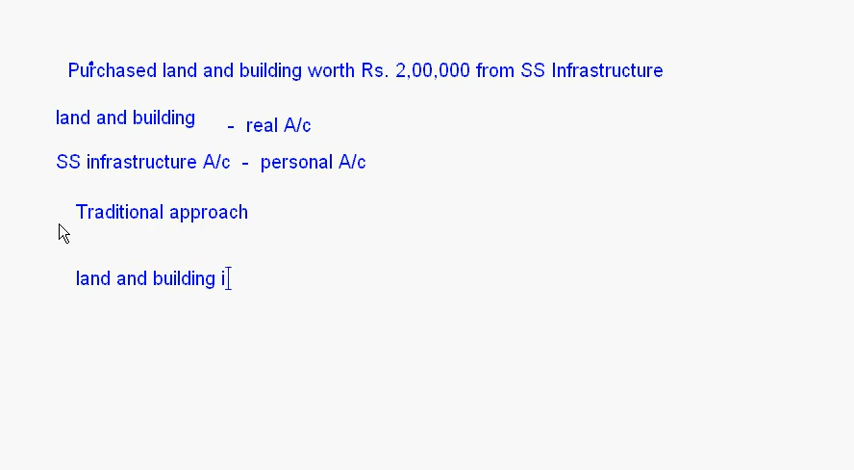 Purchased land and building worth Rs. 2,00,000 from SS Infrastructure
land and building - real A/c
SS infrastructure A/c - personal A/c
Traditional approach
land and building i